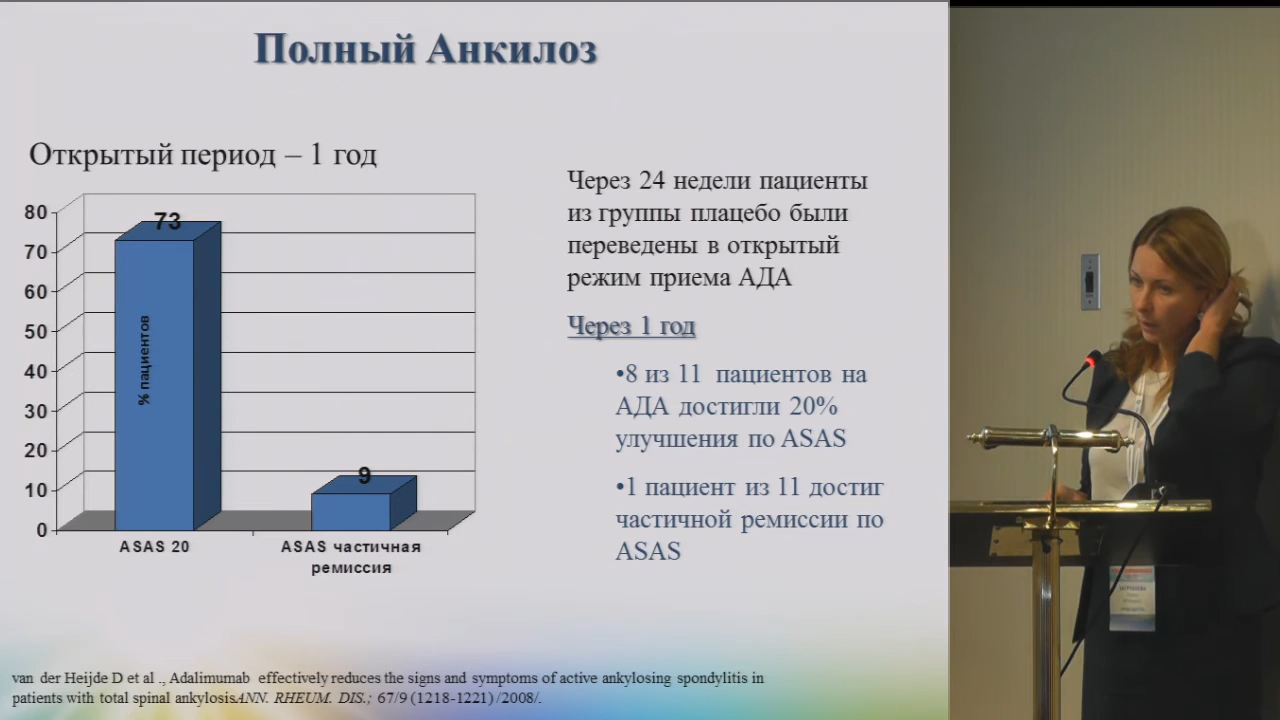 Полный Анкилоз
Открытый период – 1 год
80
70
60
50
40
30
20
10
0
73
9
% пациентов
ASAS 20
ASAS частичная
ремиссия
Через 24 недели пациенты
из группы плацебо были
переведены в открытый
режим приема АДА
Через 1 год
•8 из 11 пациентов на
АДА достигли 20%
улучшения по ASAS
•1 пациент из 11 достиг
частичной ремиссии по
ASAS
van der Heijde D et al ., Adalimumab effectively reduces the signs and symptoms of active ankylosing spondylitis in
patients with total spinal ankylosisANN. RHEUM. DIS.; 67/9 (1218-1221) /2008/.